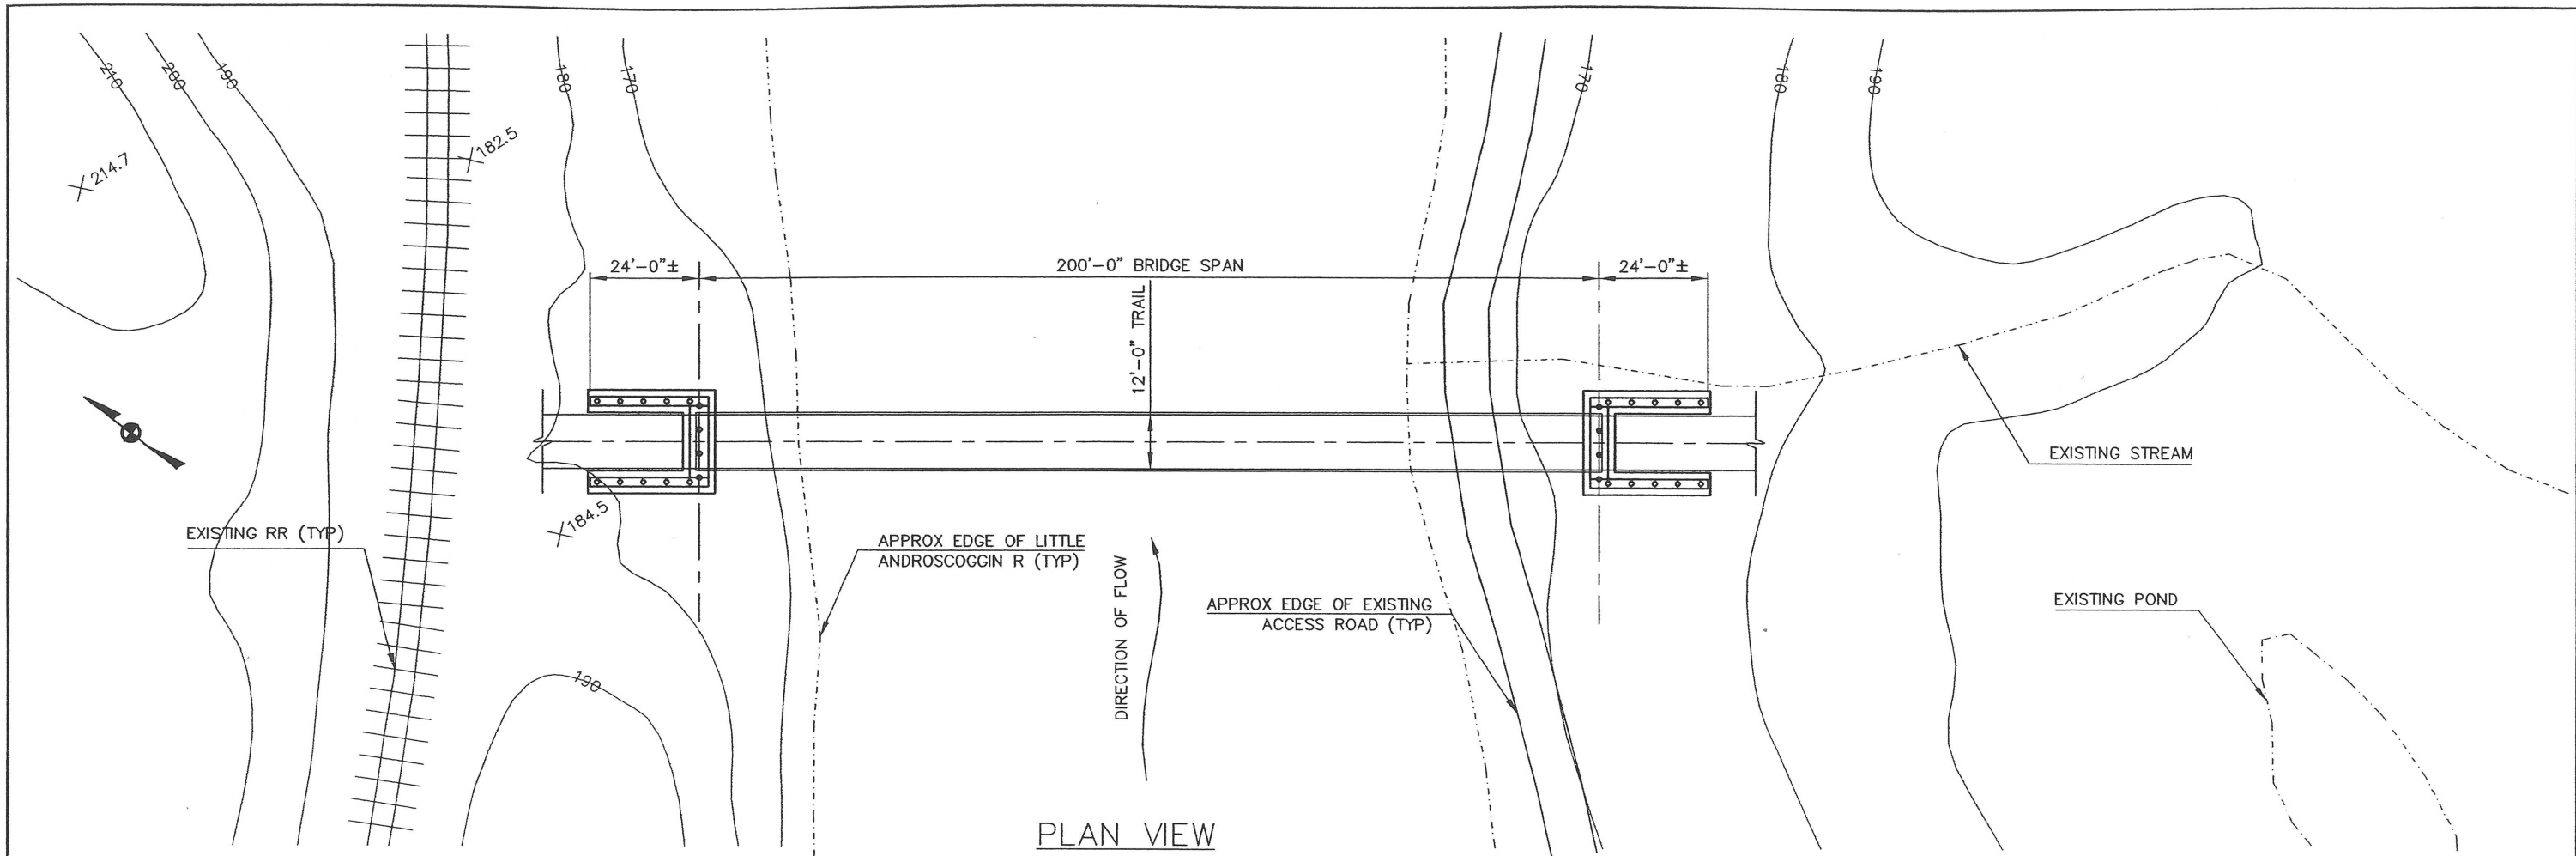 210
200
190
180
170
170
180
190
182.5
214.7
24'-0"±
200'-0" BRIDGE SPAN
24'-0"±
12'-0" TRAIL
EXISTING STREAM
184.5
EXISTING RR (TYP)
APPROX EDGE OF LITTLE
ANDROSCOGGIN R (TYP)
DIRECTION OF FLOW
APPROX EDGE OF EXISTING
ACCESS ROAD (TYP)
EXISTING POND
190
PLAN VIEW